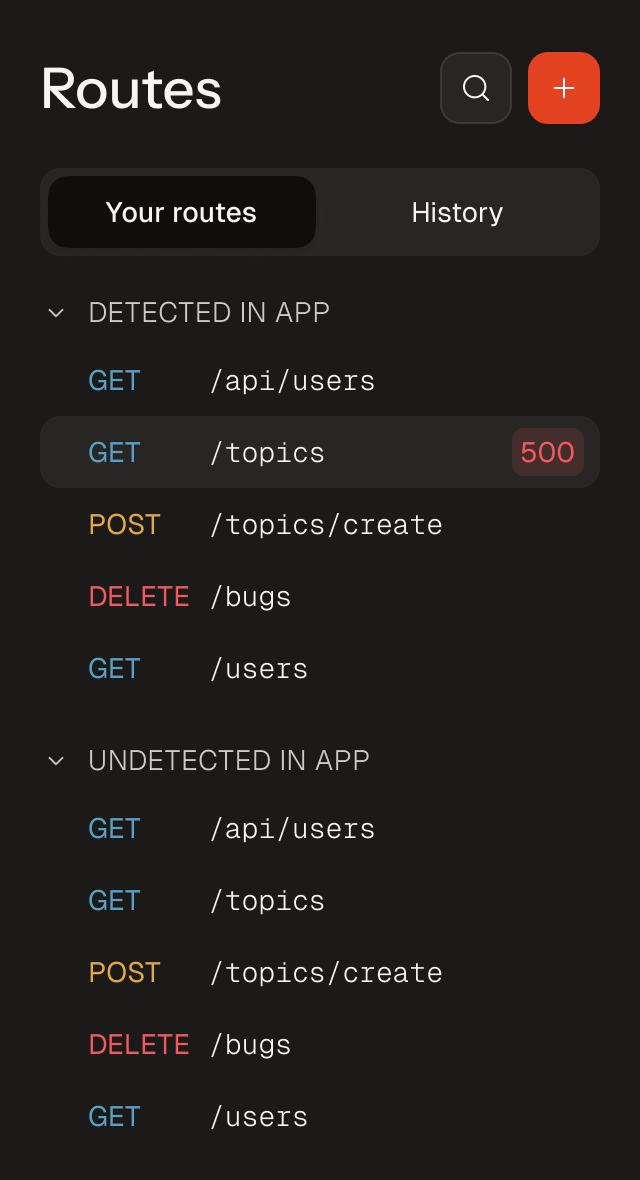 Routes
Your routes History
DETECTED IN APP
GET /api/users
GET /topics 500
POST /topics/create
DELETE /bugs
GET /users
UNDETECTED IN APP
GET /api/users
GET /topics
POST /topics/create
DELETE /bugs
GET /users